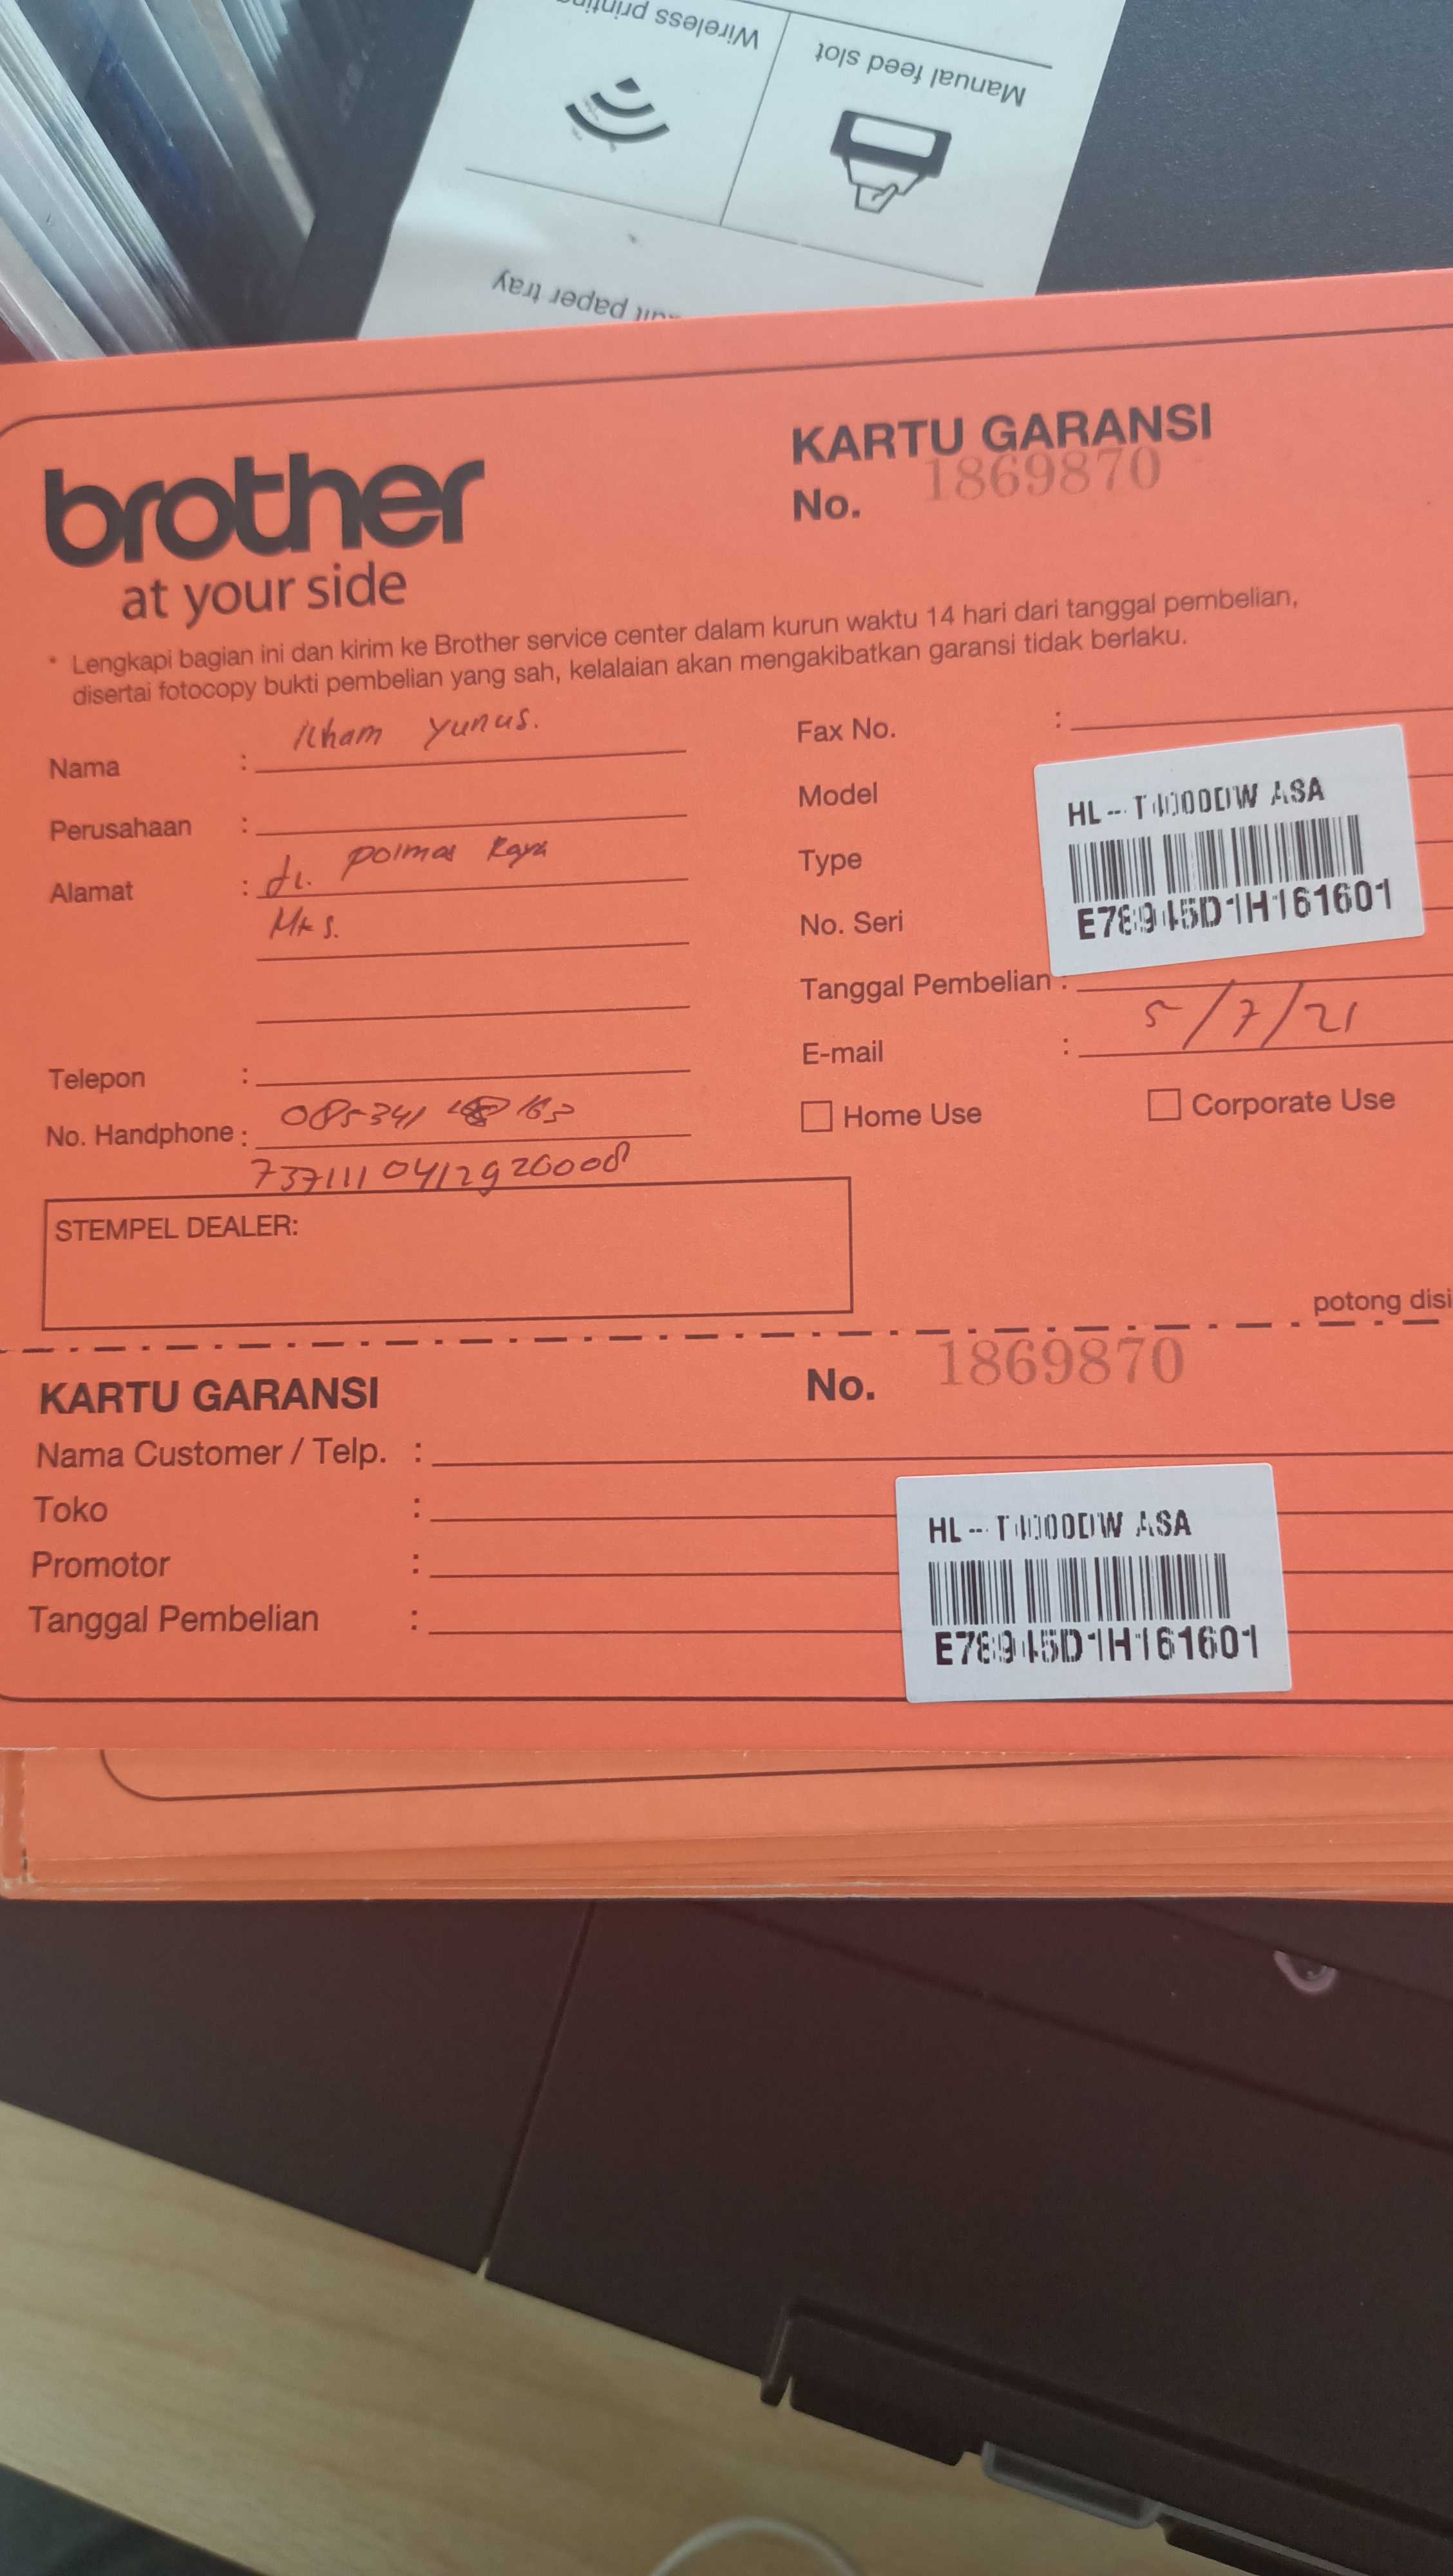 Wireless printing
Manual feed slot
paper tray
brother
at your side
KARTU GARANSI
No. 1869870
* Lengkapi bagian ini dan kirim ke Brother service center dalam kurun waktu 14 hari dari tanggal pembelian,
disertai fotocopy bukti pembelian yang sah, kelalaian akan mengakibatkan garansi tidak berlaku.
Nama : ilham yunus.
Perusahaan :
Alamat : Jl. Polmas Raya
Mks.
Telepon :
No. Handphone : 085341 163
7371110412920008
Fax No. :
Model
Type
No. Seri
HL-T4000DW ASA
E78945D1H161601
Tanggal Pembelian : 5/7/21
E-mail :
Home Use
Corporate Use
STEMPEL DEALER:
potong disi
KARTU GARANSI
No. 1869870
Nama Customer / Telp. :
Toko :
Promotor :
Tanggal Pembelian :
HL-T4000DW ASA
E78945D1H161601